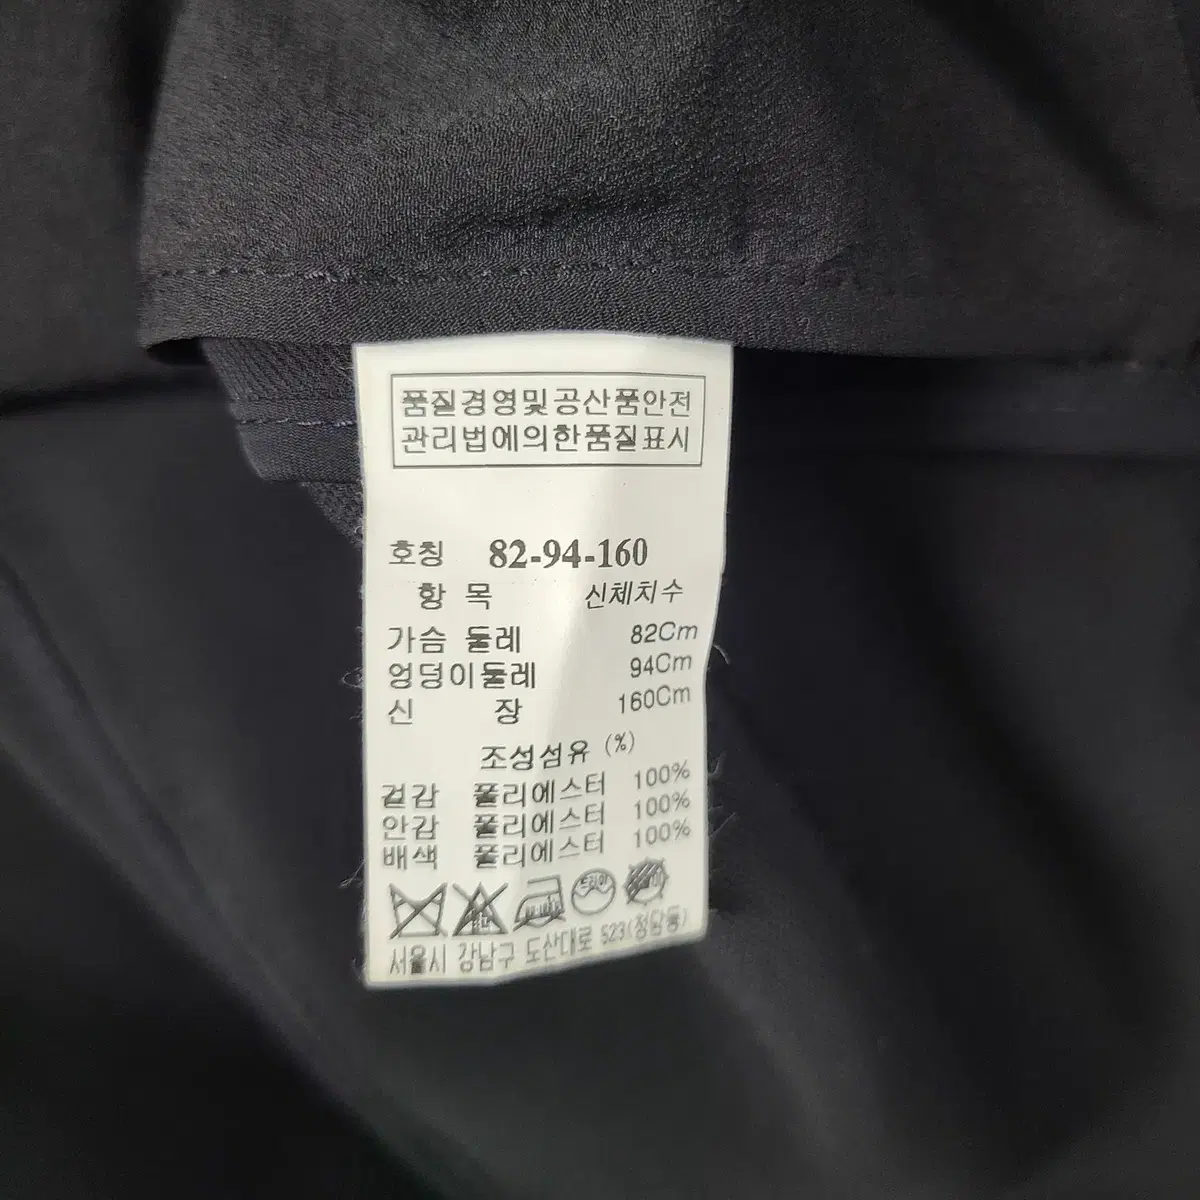 품질경영및공산품안전
관리법에의한품질표시
호칭 82-94-160
항 목 신체치수
가슴 둘레 82Cm
엉덩이둘레 94Cm
신 장 160Cm
조성섬유 (%)
겉감 폴리에스터 100%
안감 폴리에스터 100%
배색 폴리에스터 100%
드라이
서울시 강남구 도산대로 523(청담동)